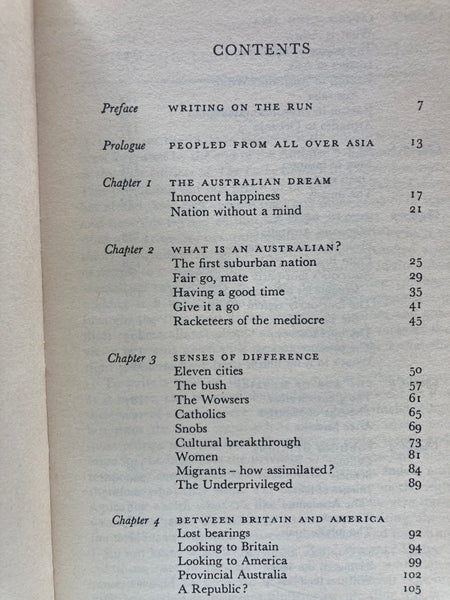 CONTENTS
Preface WRITING ON THE RUN 7
Prologue PEOPLED FROM ALL OVER ASIA 13
Chapter 1 THE AUSTRALIAN DREAM
Innocent happiness 17
Nation without a mind 21
Chapter 2 WHAT IS AN AUSTRALIAN?
The first suburban nation 25
Fair go, mate 29
Having a good time 35
Give it a go 41
Racketeers of the mediocre 45
Chapter 3 SENSES OF DIFFERENCE
Eleven cities 50
The bush 57
The Wowsers 61
Catholics 65
Snobs 69
Cultural breakthrough 73
Women 81
Migrants – how assimilated? 84
The Underprivileged 89
Chapter 4 BETWEEN BRITAIN AND AMERICA
Lost bearings 92
Looking to Britain 94
Looking to America 99
Provincial Australia 102
A Republic? 105